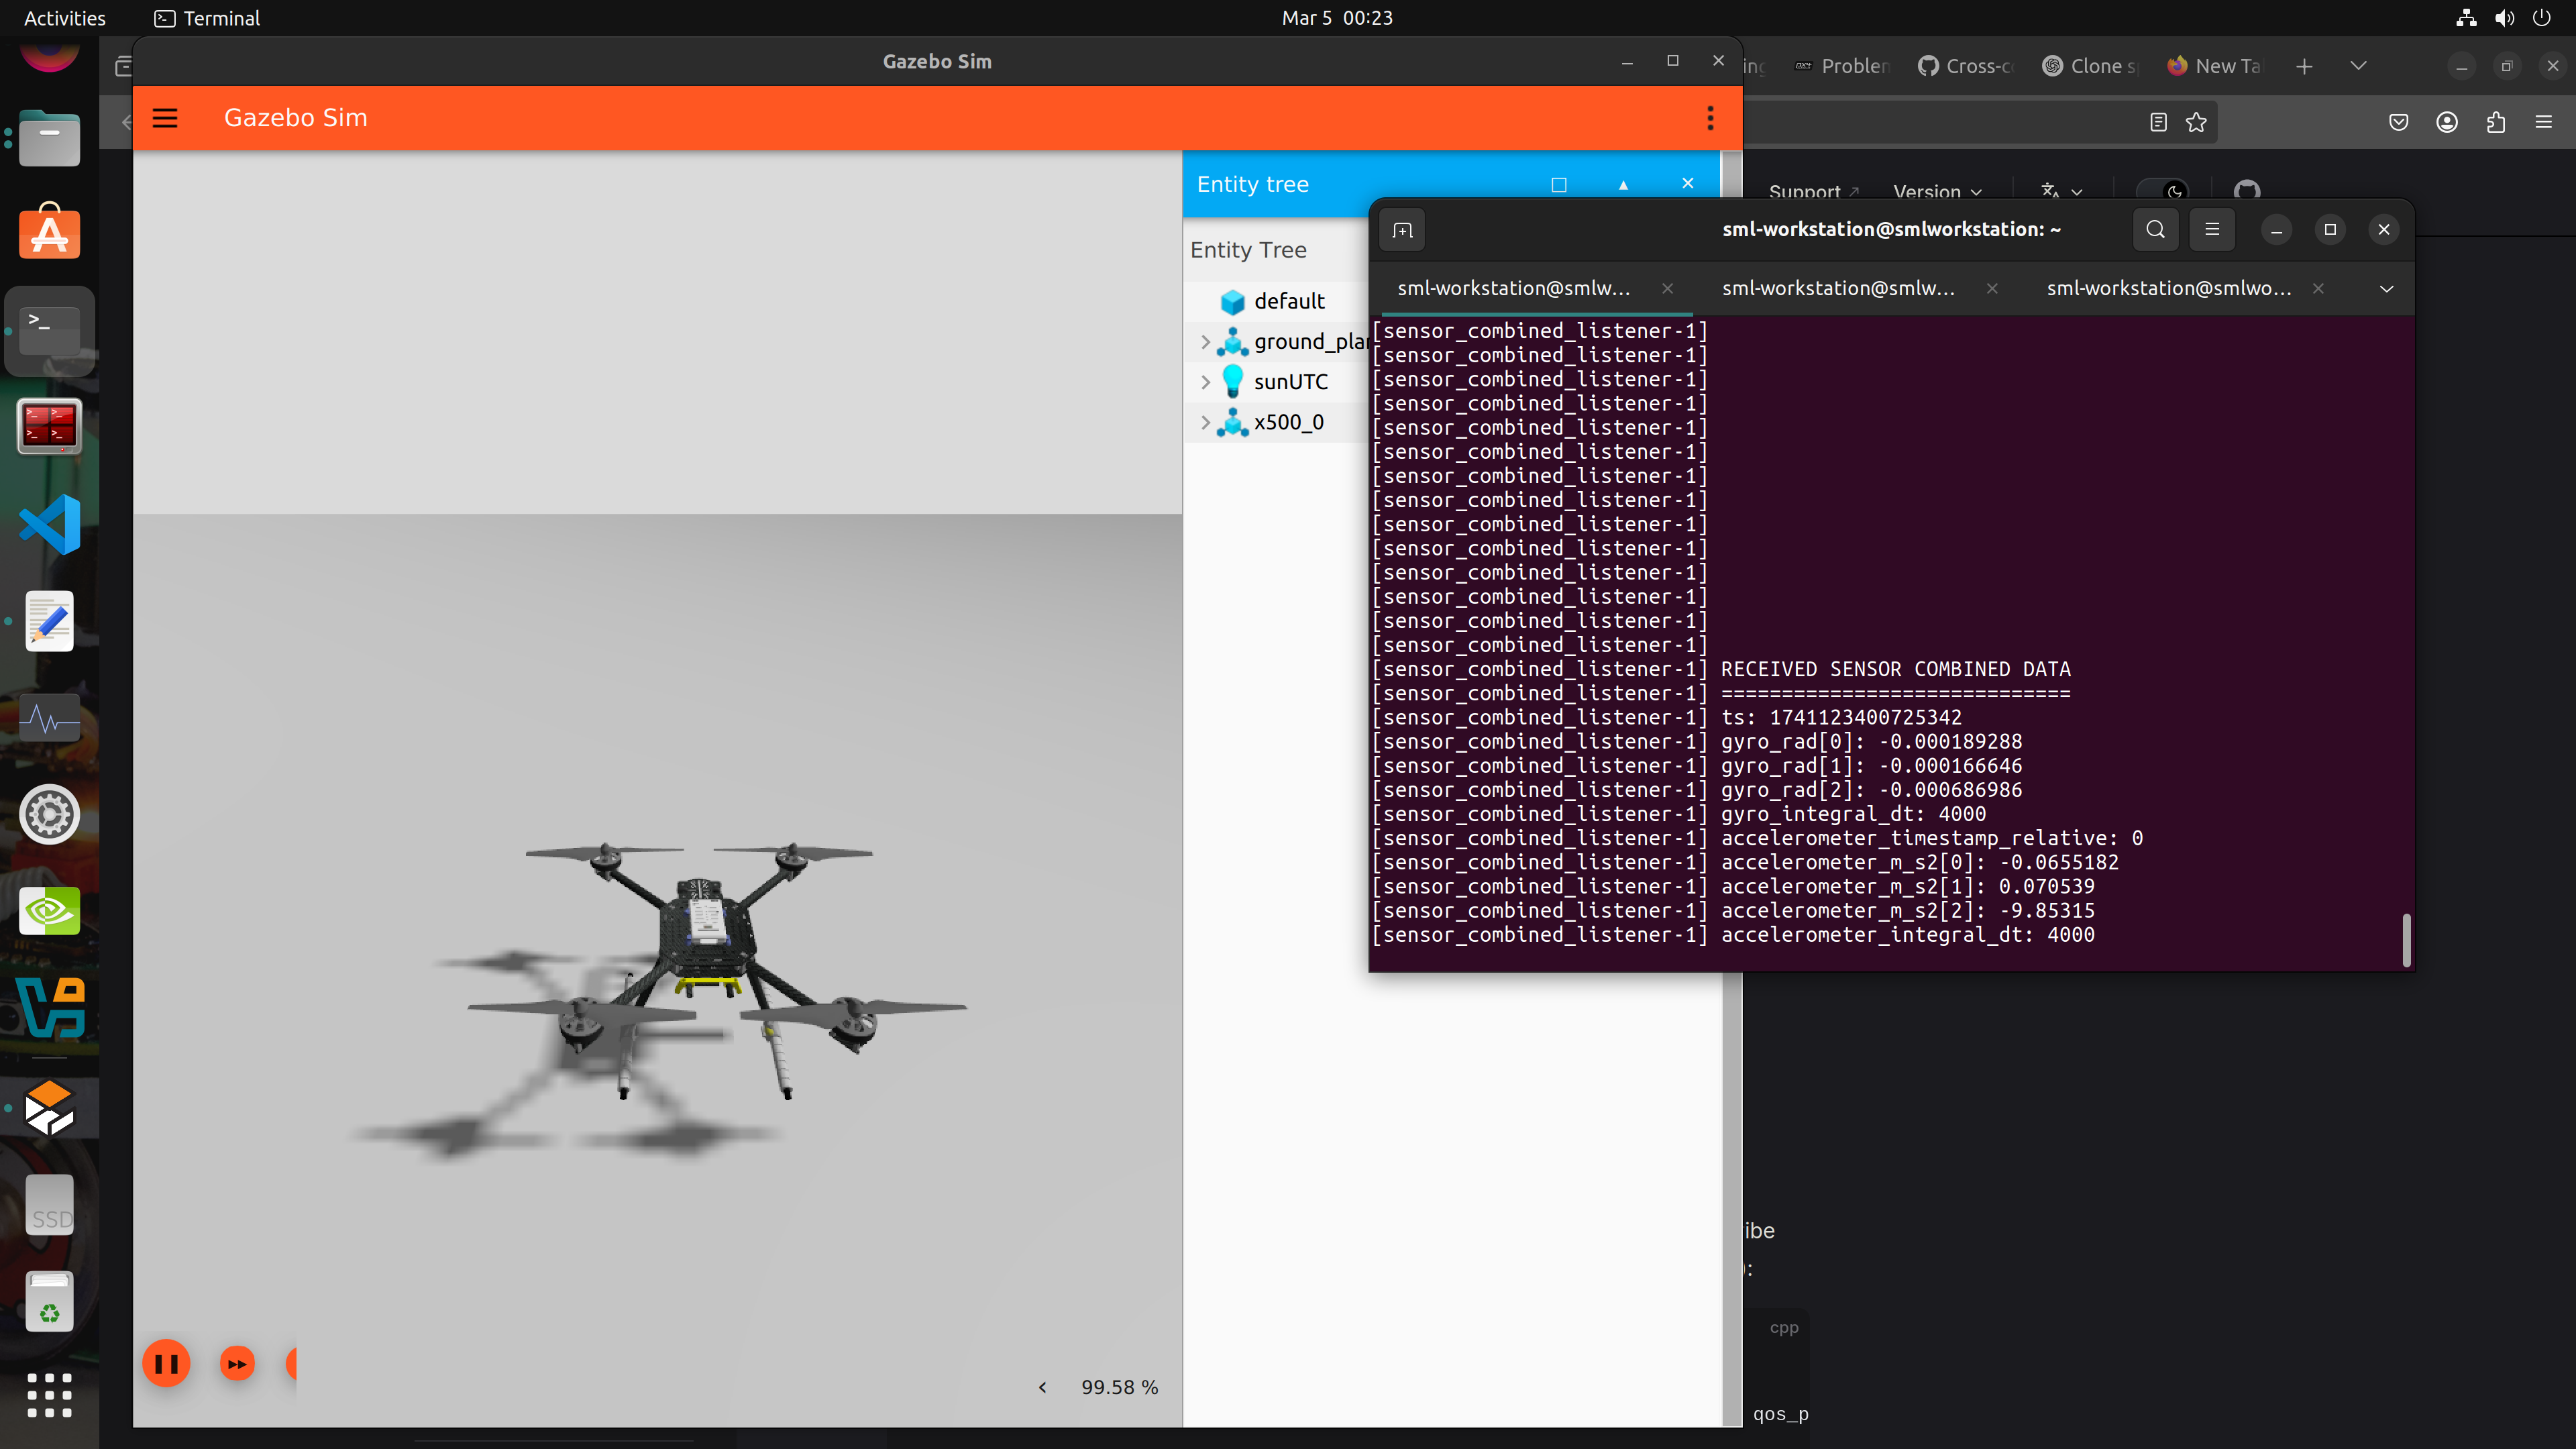 Activities
Terminal
Mar 5 00:23
Gazebo Sim
Problem
Cross-c
Clone s
New Ta
Gazebo Sim
Support
Version
Entity tree
Entity Tree
default
ground_pla
sunUTC
x500_0
sml-workstation@smlworkstation: ~
sml-workstation@smlw...
sml-workstation@smlw...
sml-workstation@smlwo...
[sensor_combined_listener-1]
[sensor_combined_listener-1]
[sensor_combined_listener-1]
[sensor_combined_listener-1]
[sensor_combined_listener-1]
[sensor_combined_listener-1]
[sensor_combined_listener-1]
[sensor_combined_listener-1]
[sensor_combined_listener-1]
[sensor_combined_listener-1]
[sensor_combined_listener-1]
[sensor_combined_listener-1]
[sensor_combined_listener-1]
[sensor_combined_listener-1]
[sensor_combined_listener-1] RECEIVED SENSOR COMBINED DATA
[sensor_combined_listener-1] =============================
[sensor_combined_listener-1] ts: 1741123400725342
[sensor_combined_listener-1] gyro_rad[0]: -0.000189288
[sensor_combined_listener-1] gyro_rad[1]: -0.000166646
[sensor_combined_listener-1] gyro_rad[2]: -0.000686986
[sensor_combined_listener-1] gyro_integral_dt: 4000
[sensor_combined_listener-1] accelerometer_timestamp_relative: 0
[sensor_combined_listener-1] accelerometer_m_s2[0]: -0.0655182
[sensor_combined_listener-1] accelerometer_m_s2[1]: 0.070539
[sensor_combined_listener-1] accelerometer_m_s2[2]: -9.85315
[sensor_combined_listener-1] accelerometer_integral_dt: 4000
SSD
ibe
):
cpp
99.58 %
qos_p